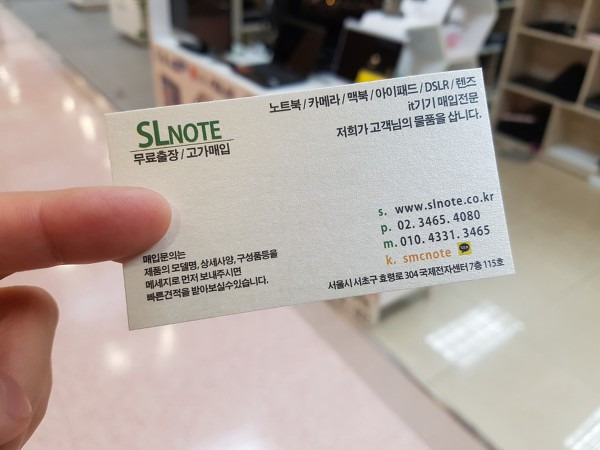 SLNOTE
무료출장 / 고가매입
노트북 / 카메라 / 맥북 / 아이패드 / DSLR / 렌즈
it기기 매입전문
저희가 고객님의 물품을 삽니다.
매입문의는
제품의 모델명, 상세사양, 구성품등을
메세지로 먼저 보내주시면
빠른견적을 받아보실수있습니다.
s. www.slnote.co.kr
p. 02. 3465. 4080
m. 010. 4331. 3465
k. smcnote
서울시 서초구 효령로 304 국제전자센터 7층 115호